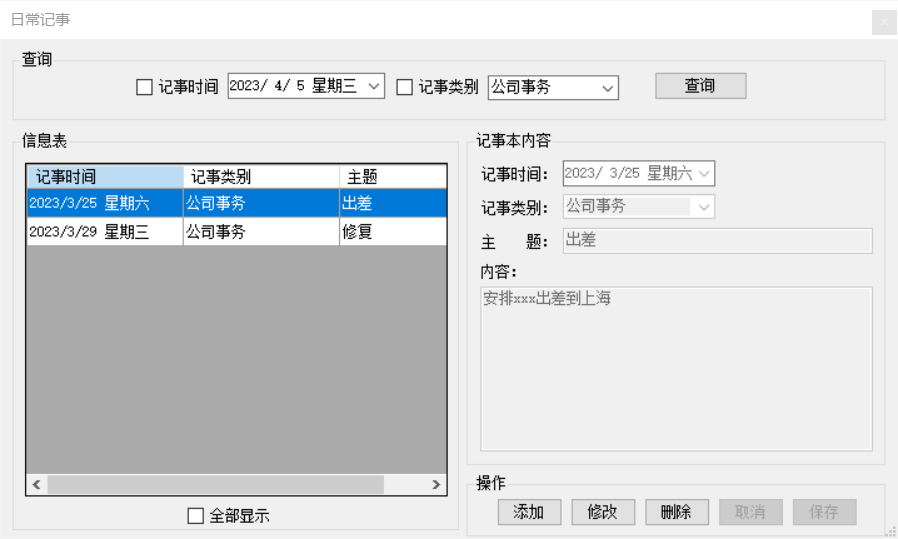 日常记事
查询
记事时间 2023/ 4/ 5 星期三 记事类别 公司事务 查询
信息表
记事时间 记事类别 主题
2023/3/25 星期六 公司事务 出差
2023/3/29 星期三 公司事务 修复
全部显示
记事本内容
记事时间： 2023/ 3/25 星期六
记事类别： 公司事务
主 题： 出差
内容：
安排xxx出差到上海
操作
添加 修改 删除 取消 保存